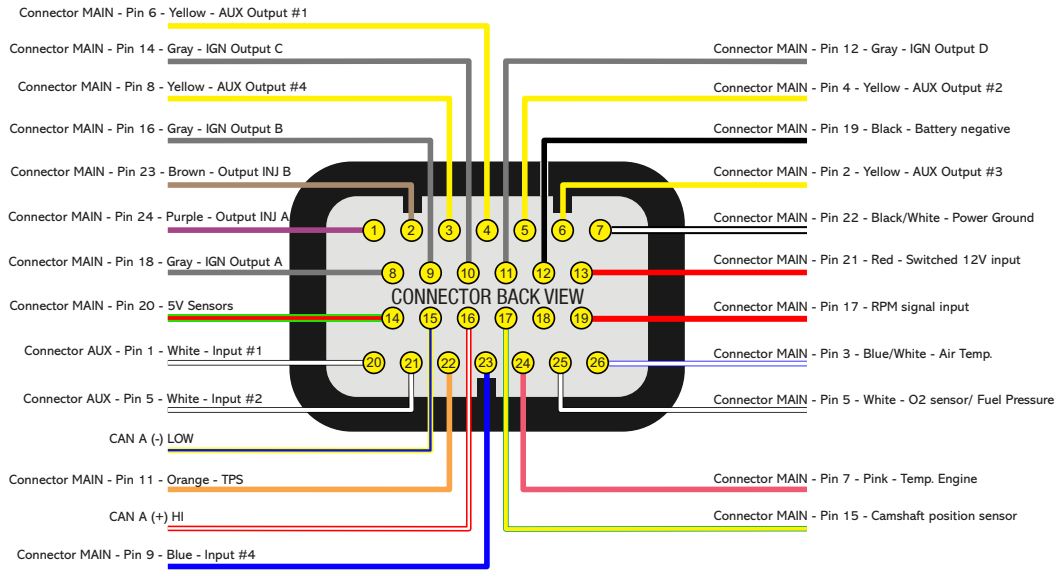 Connector MAIN - Pin 6 - Yellow - AUX Output #1
Connector MAIN - Pin 14 - Gray - IGN Output C
Connector MAIN - Pin 8 - Yellow - AUX Output #4
Connector MAIN - Pin 16 - Gray - IGN Output B
Connector MAIN - Pin 23 - Brown - Output INJ B
Connector MAIN - Pin 24 - Purple - Output INJ A
Connector MAIN - Pin 18 - Gray - IGN Output A
Connector MAIN - Pin 20 - 5V Sensors
Connector AUX - Pin 1 - White - Input #1
Connector AUX - Pin 5 - White - Input #2
CAN A (-) LOW
Connector MAIN - Pin 11 - Orange - TPS
CAN A (+) HI
Connector MAIN - Pin 9 - Blue - Input #4
1 2 3 4 5 6 7
8 9 10 11 12 13
CONNECTOR BACK VIEW
14 15 16 17 18 19
20 21 22 23 24 25 26
Connector MAIN - Pin 12 - Gray - IGN Output D
Connector MAIN - Pin 4 - Yellow - AUX Output #2
Connector MAIN - Pin 19 - Black - Battery negative
Connector MAIN - Pin 2 - Yellow - AUX Output #3
Connector MAIN - Pin 22 - Black/White - Power Ground
Connector MAIN - Pin 21 - Red - Switched 12V input
Connector MAIN - Pin 17 - RPM signal input
Connector MAIN - Pin 3 - Blue/White - Air Temp.
Connector MAIN - Pin 5 - White - O2 sensor/ Fuel Pressure
Connector MAIN - Pin 7 - Pink - Temp. Engine
Connector MAIN - Pin 15 - Camshaft position sensor